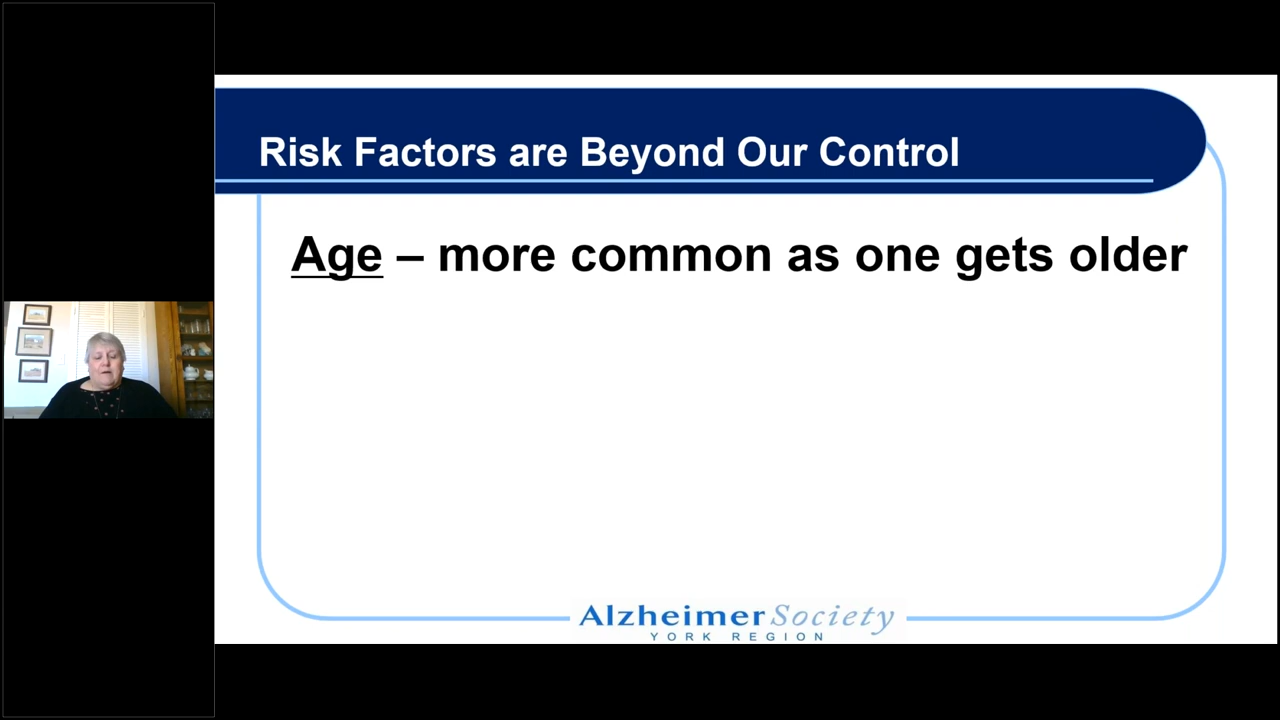 Risk Factors are Beyond Our Control
Age – more common as one gets older
Alzheimer Society
YORK REGION